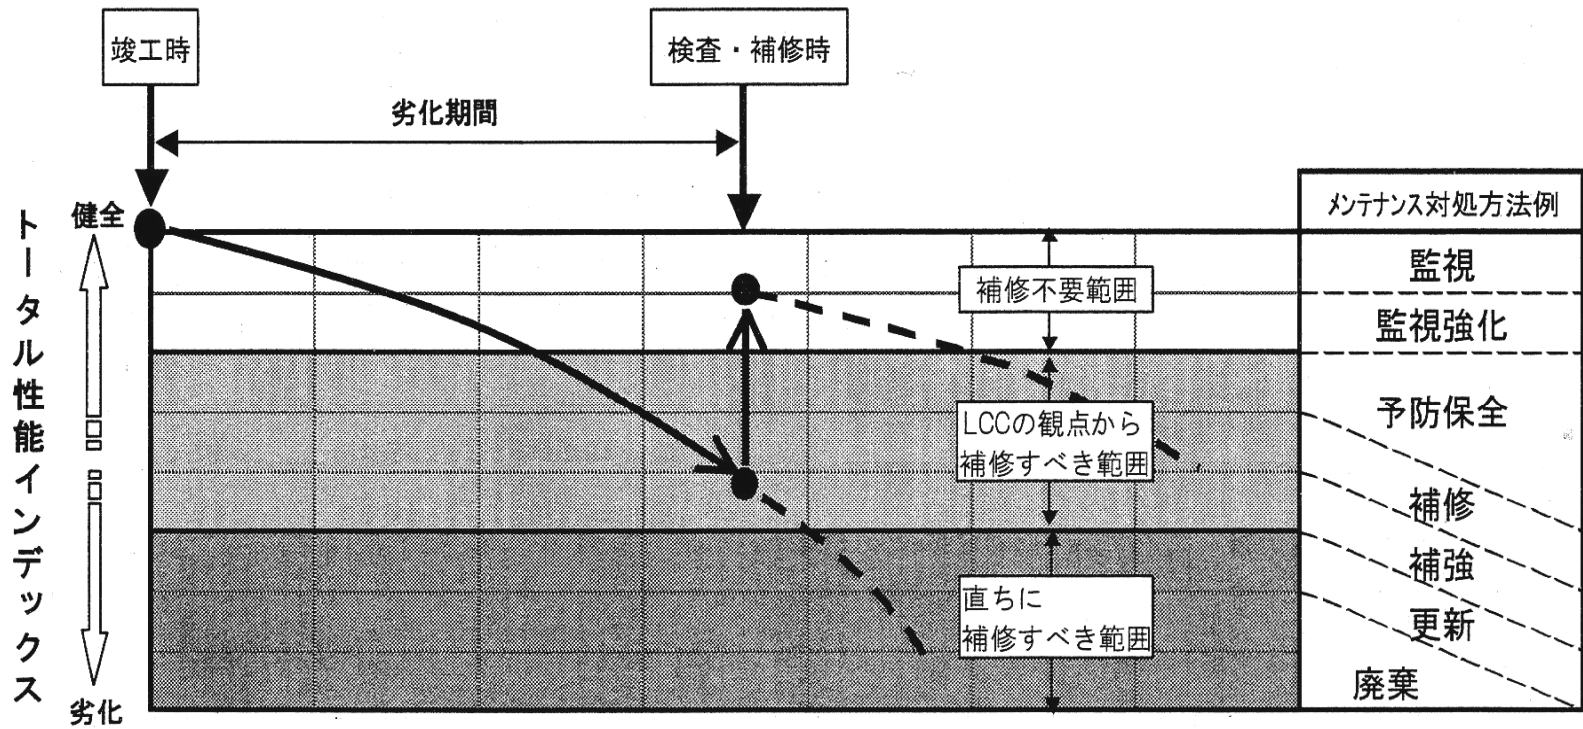 竣工時
検査・補修時
劣化期間
トータル性能インデックス
健全
劣化
補修不要範囲
LCCの観点から
補修すべき範囲
直ちに
補修すべき範囲
メンテナンス対処方法例
監視
監視強化
予防保全
補修
補強
更新
廃棄